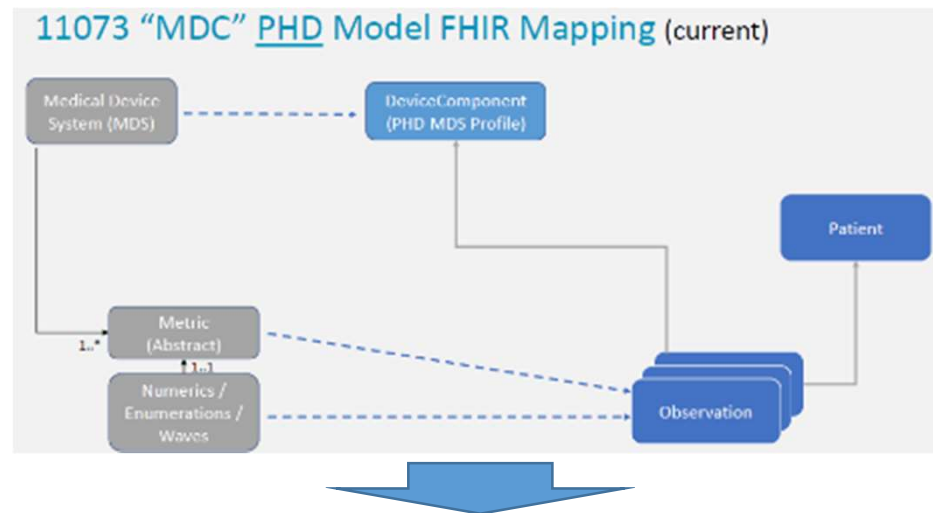 11073 “MDC” PHD Model FHIR Mapping (current)
Medical Device
System (MDS)
DeviceComponent
(PHD MDS Profile)
Patient
Metric
(Abstract)
1..*
1..1
Numerics /
Enumerations /
Waves
Observation